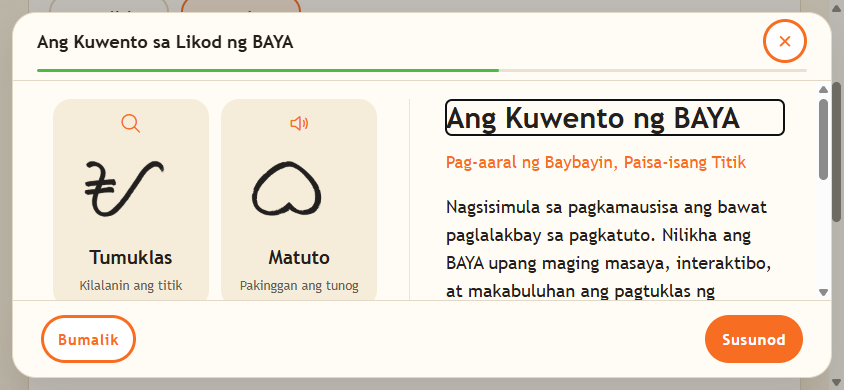 Ang Kuwento sa Likod ng BAYA
ᜊ
Tumuklas
Kilalanin ang titik
Matuto
Pakinggan ang tunog
Ang Kuwento ng BAYA
Pag-aaral ng Baybayin, Paisa-isang Titik
Nagsisimula sa pagkamausisa ang bawat
paglalakbay sa pagkatuto. Nilikha ang
BAYA upang maging masaya, interaktibo,
at makabuluhan ang pagtuklas ng
Bumalik
Susunod